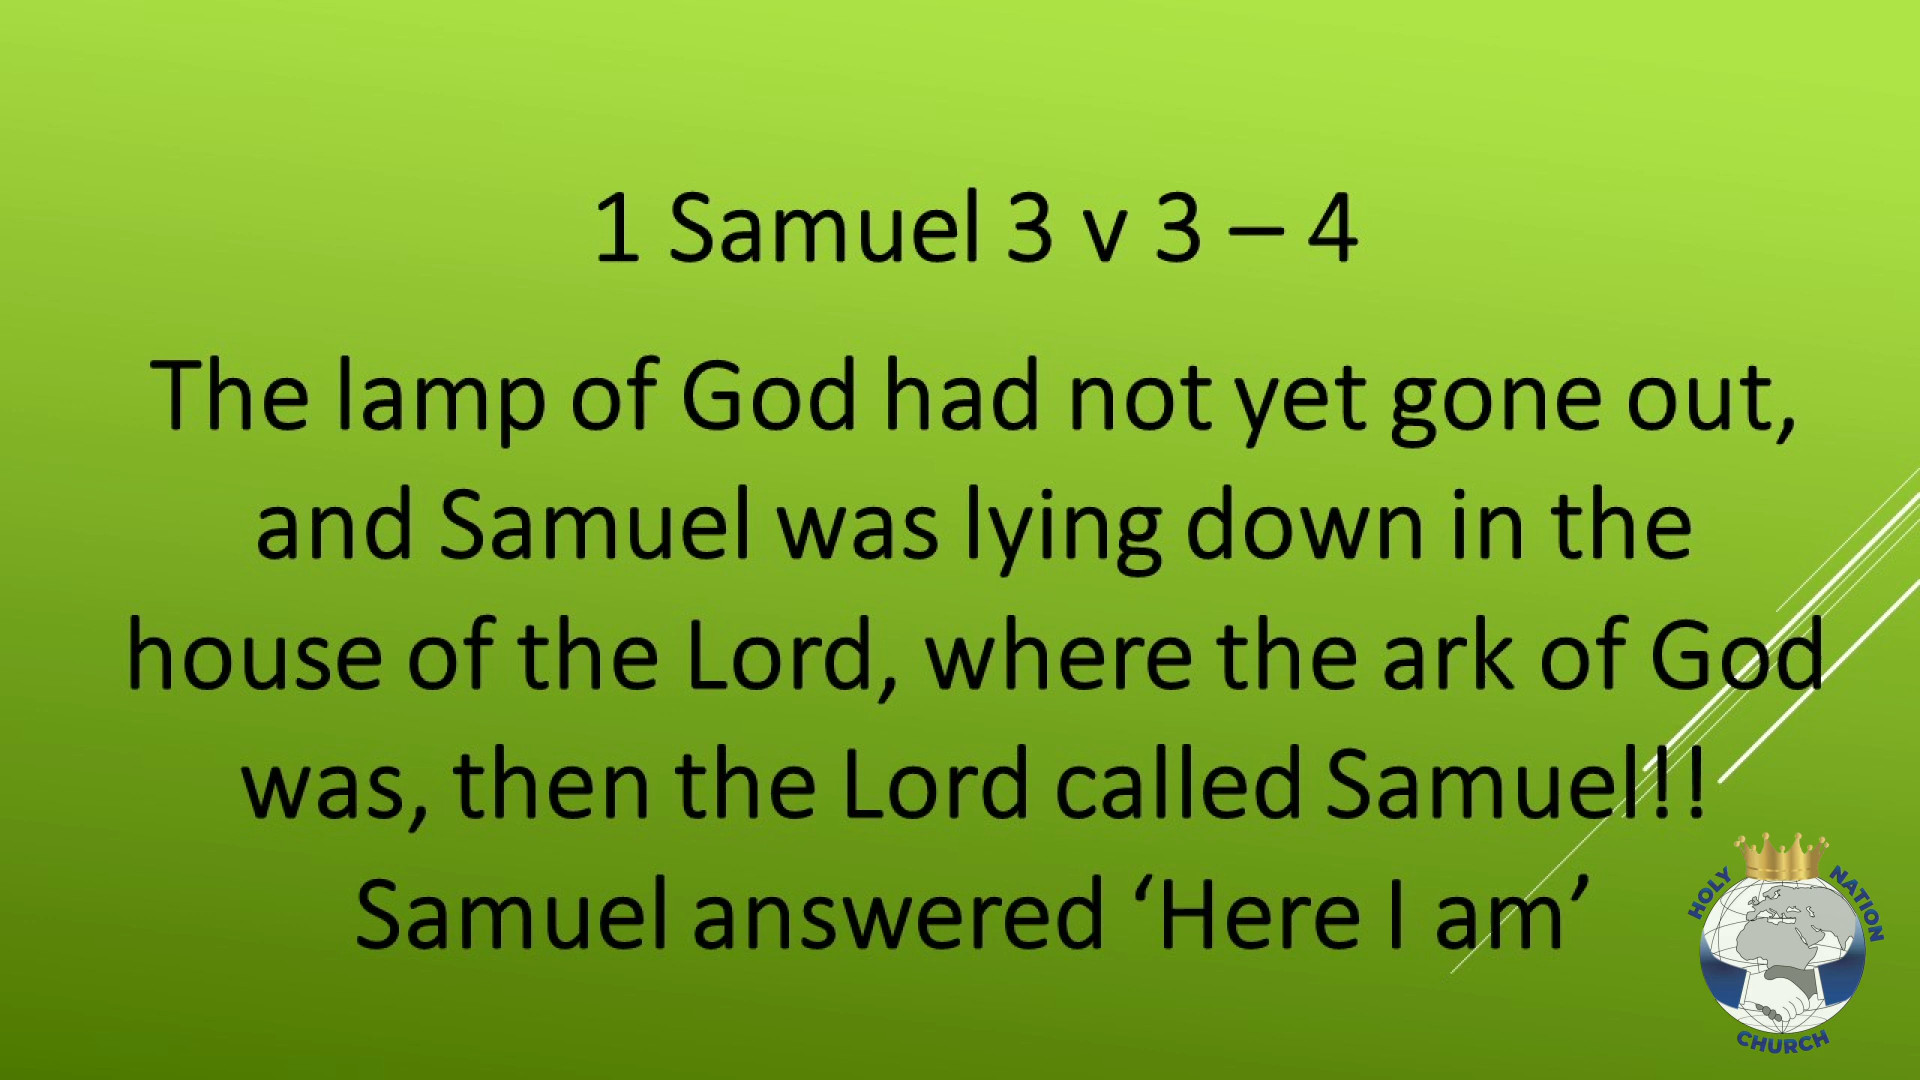 1 Samuel 3 v 3 – 4
The lamp of God had not yet gone out,
and Samuel was lying down in the
house of the Lord, where the ark of God
was, then the Lord called Samuel!!
Samuel answered ‘Here I am’
HOLY NATION
CHURCH